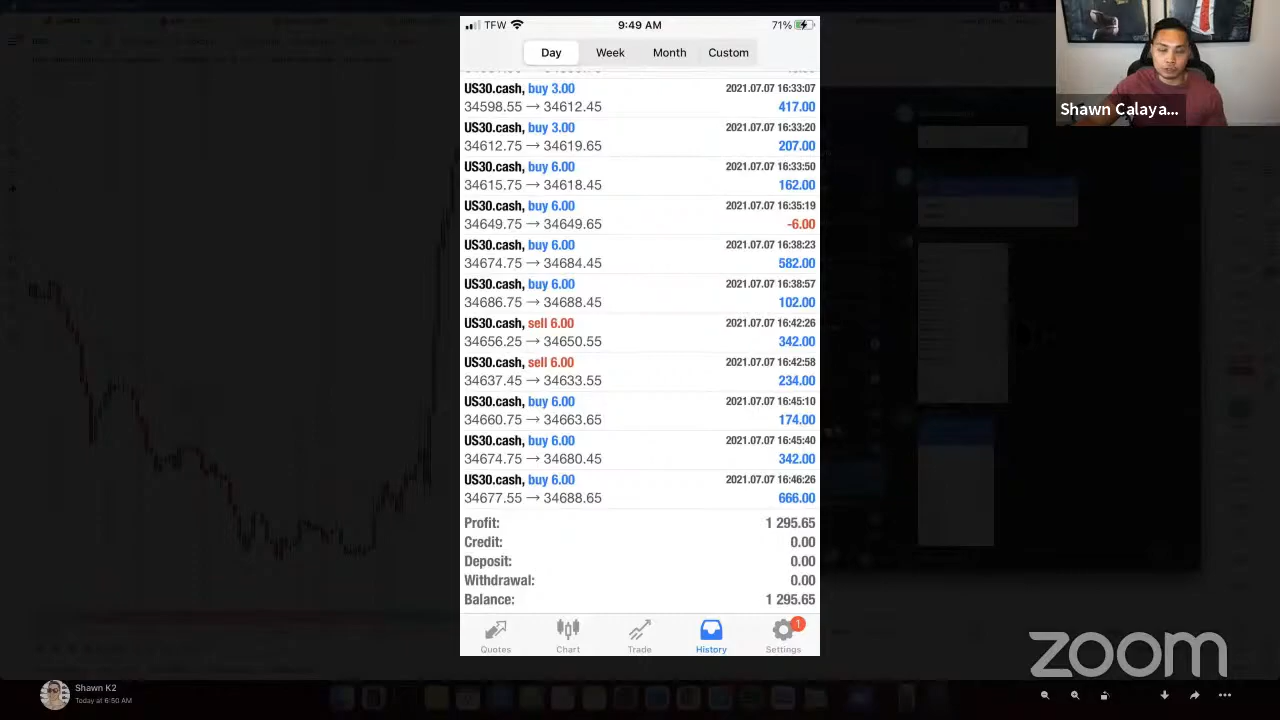 TFW 9:49 AM 71%
Day Week Month Custom
US30.cash, buy 3.00 2021.07.07 16:33:07
34598.55 → 34612.45 417.00
US30.cash, buy 3.00 2021.07.07 16:33:20
34612.75 → 34619.65 207.00
US30.cash, buy 6.00 2021.07.07 16:33:50
34615.75 → 34618.45 162.00
US30.cash, buy 6.00 2021.07.07 16:35:19
34649.75 → 34649.65 -6.00
US30.cash, buy 6.00 2021.07.07 16:38:23
34674.75 → 34684.45 582.00
US30.cash, buy 6.00 2021.07.07 16:38:57
34686.75 → 34688.45 102.00
US30.cash, sell 6.00 2021.07.07 16:42:26
34656.25 → 34650.55 342.00
US30.cash, sell 6.00 2021.07.07 16:42:58
34637.45 → 34633.55 234.00
US30.cash, buy 6.00 2021.07.07 16:45:10
34660.75 → 34663.65 174.00
US30.cash, buy 6.00 2021.07.07 16:45:40
34674.75 → 34680.45 342.00
US30.cash, buy 6.00 2021.07.07 16:46:26
34677.55 → 34688.65 666.00
Profit: 1 295.65
Credit: 0.00
Deposit: 0.00
Withdrawal: 0.00
Balance: 1 295.65
Quotes Chart Trade History Settings
1
Shawn Calaya...
zoom
Shawn K2
Today at 6:50 AM